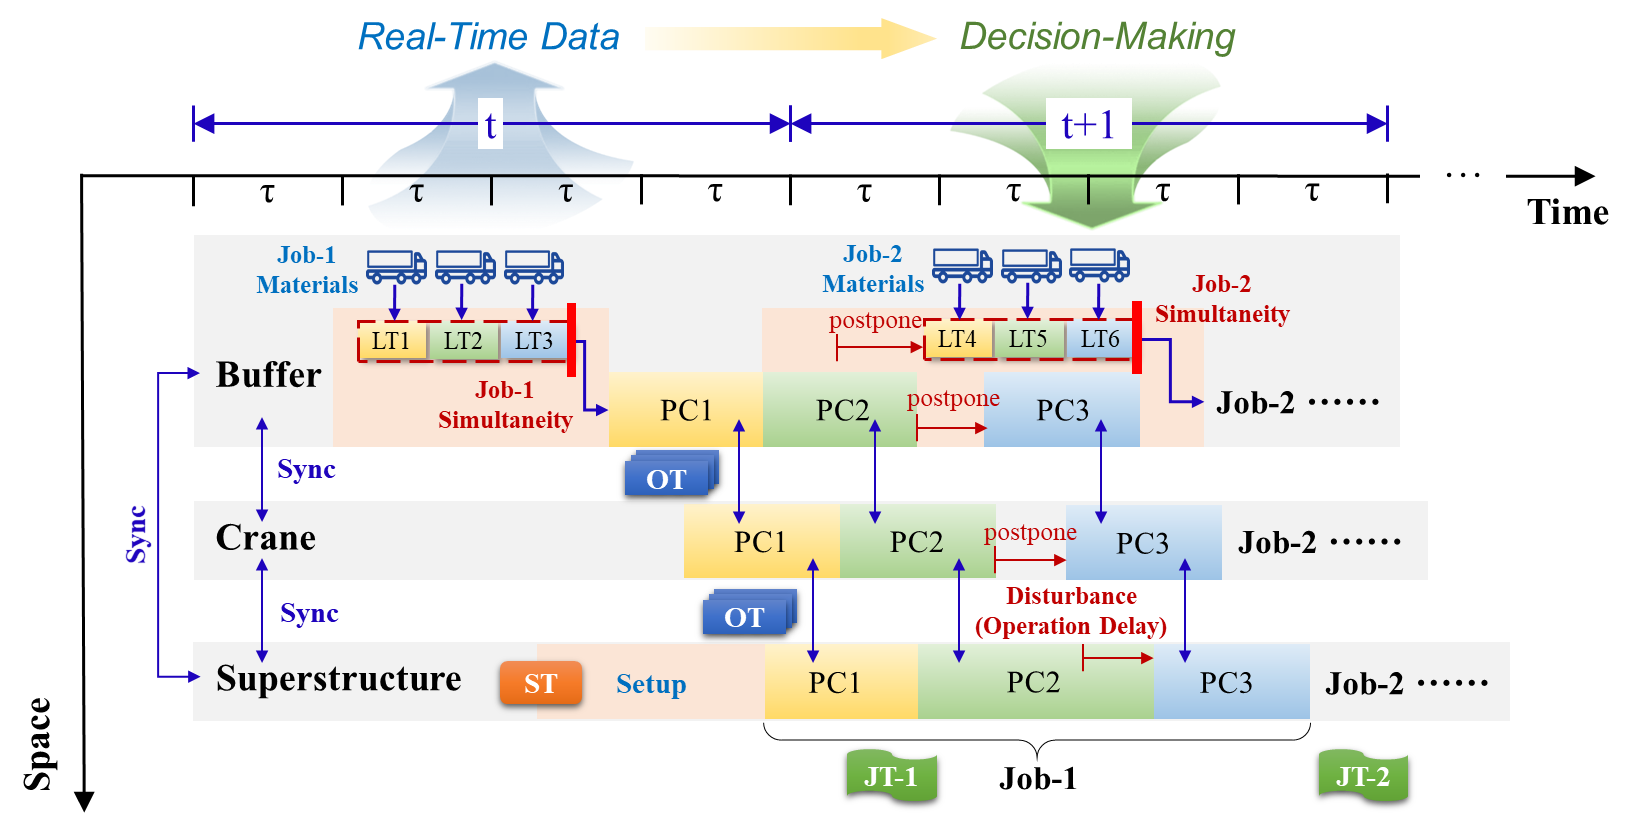 Real-Time Data
Decision-Making
t
t+1
τ τ τ τ τ τ τ τ ···
Time
Job-1
Materials
Job-2
Materials
Job-2
Simultaneity
LT1 LT2 LT3
postpone
LT4 LT5 LT6
Buffer
Job-1
Simultaneity
PC1
PC2
postpone
PC3
Job-2 ······
Sync
OT
Sync
Crane
PC1
PC2
postpone
PC3
Job-2 ······
Sync
OT
Disturbance
(Operation Delay)
Superstructure
ST
Setup
PC1
PC2
PC3
Job-2 ······
Space
JT-1
Job-1
JT-2